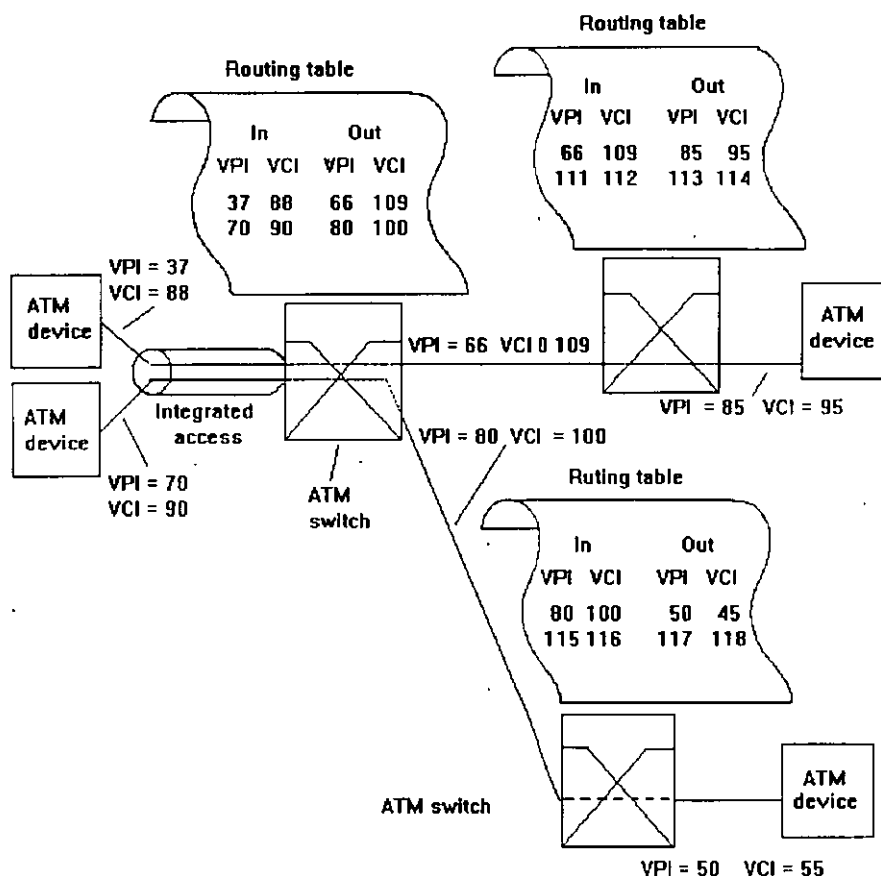 Routing table
In Out
VPI VCI VPI VCI
66 109 85 95
111 112 113 114
Routing table
In Out
VPI VCI VPI VCI
37 88 66 109
70 90 80 100
VPI = 37
VCI = 88
ATM
device
ATM
device
VPI = 70
VCI = 90
Integrated
access
ATM
switch
VPI = 66 VCI 0 109
VPI = 80 VCI = 100
ATM
device
VPI = 85 VCI = 95
Ruting table
In Out
VPI VCI VPI VCI
80 100 50 45
115 116 117 118
ATM switch
ATM
device
VPI = 50 VCI = 55